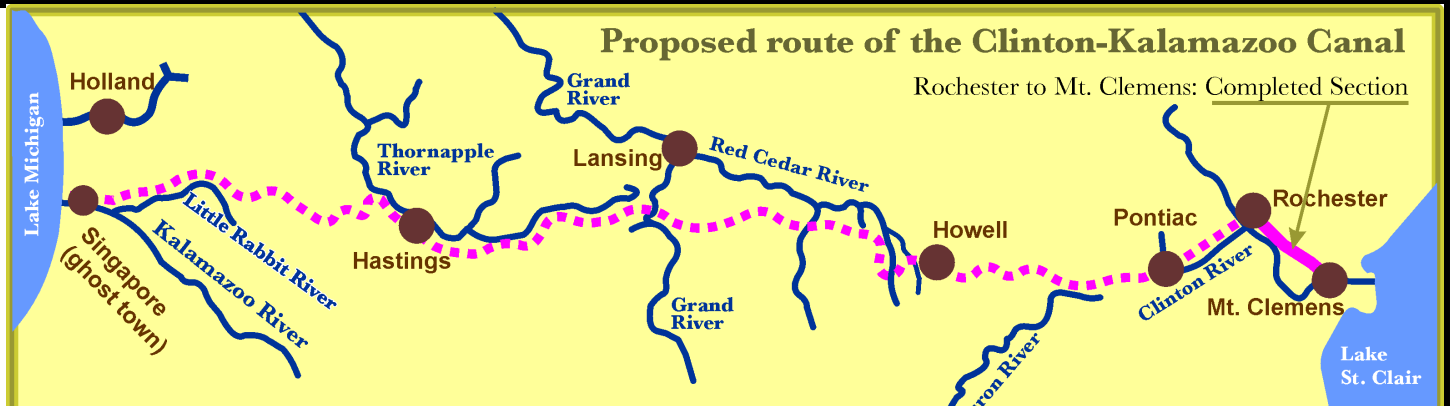 Proposed route of the Clinton-Kalamazoo Canal
Rochester to Mt. Clemens: Completed Section
Holland
Lake Michigan
Grand
River
Thornapple
River
Lansing
Red Cedar River
Rochester
Pontiac
Howell
Singapore
(ghost town)
Little Rabbit River
Kalamazoo River
Hastings
Grand
River
Clinton River
Mt. Clemens
River
Lake
St. Clair